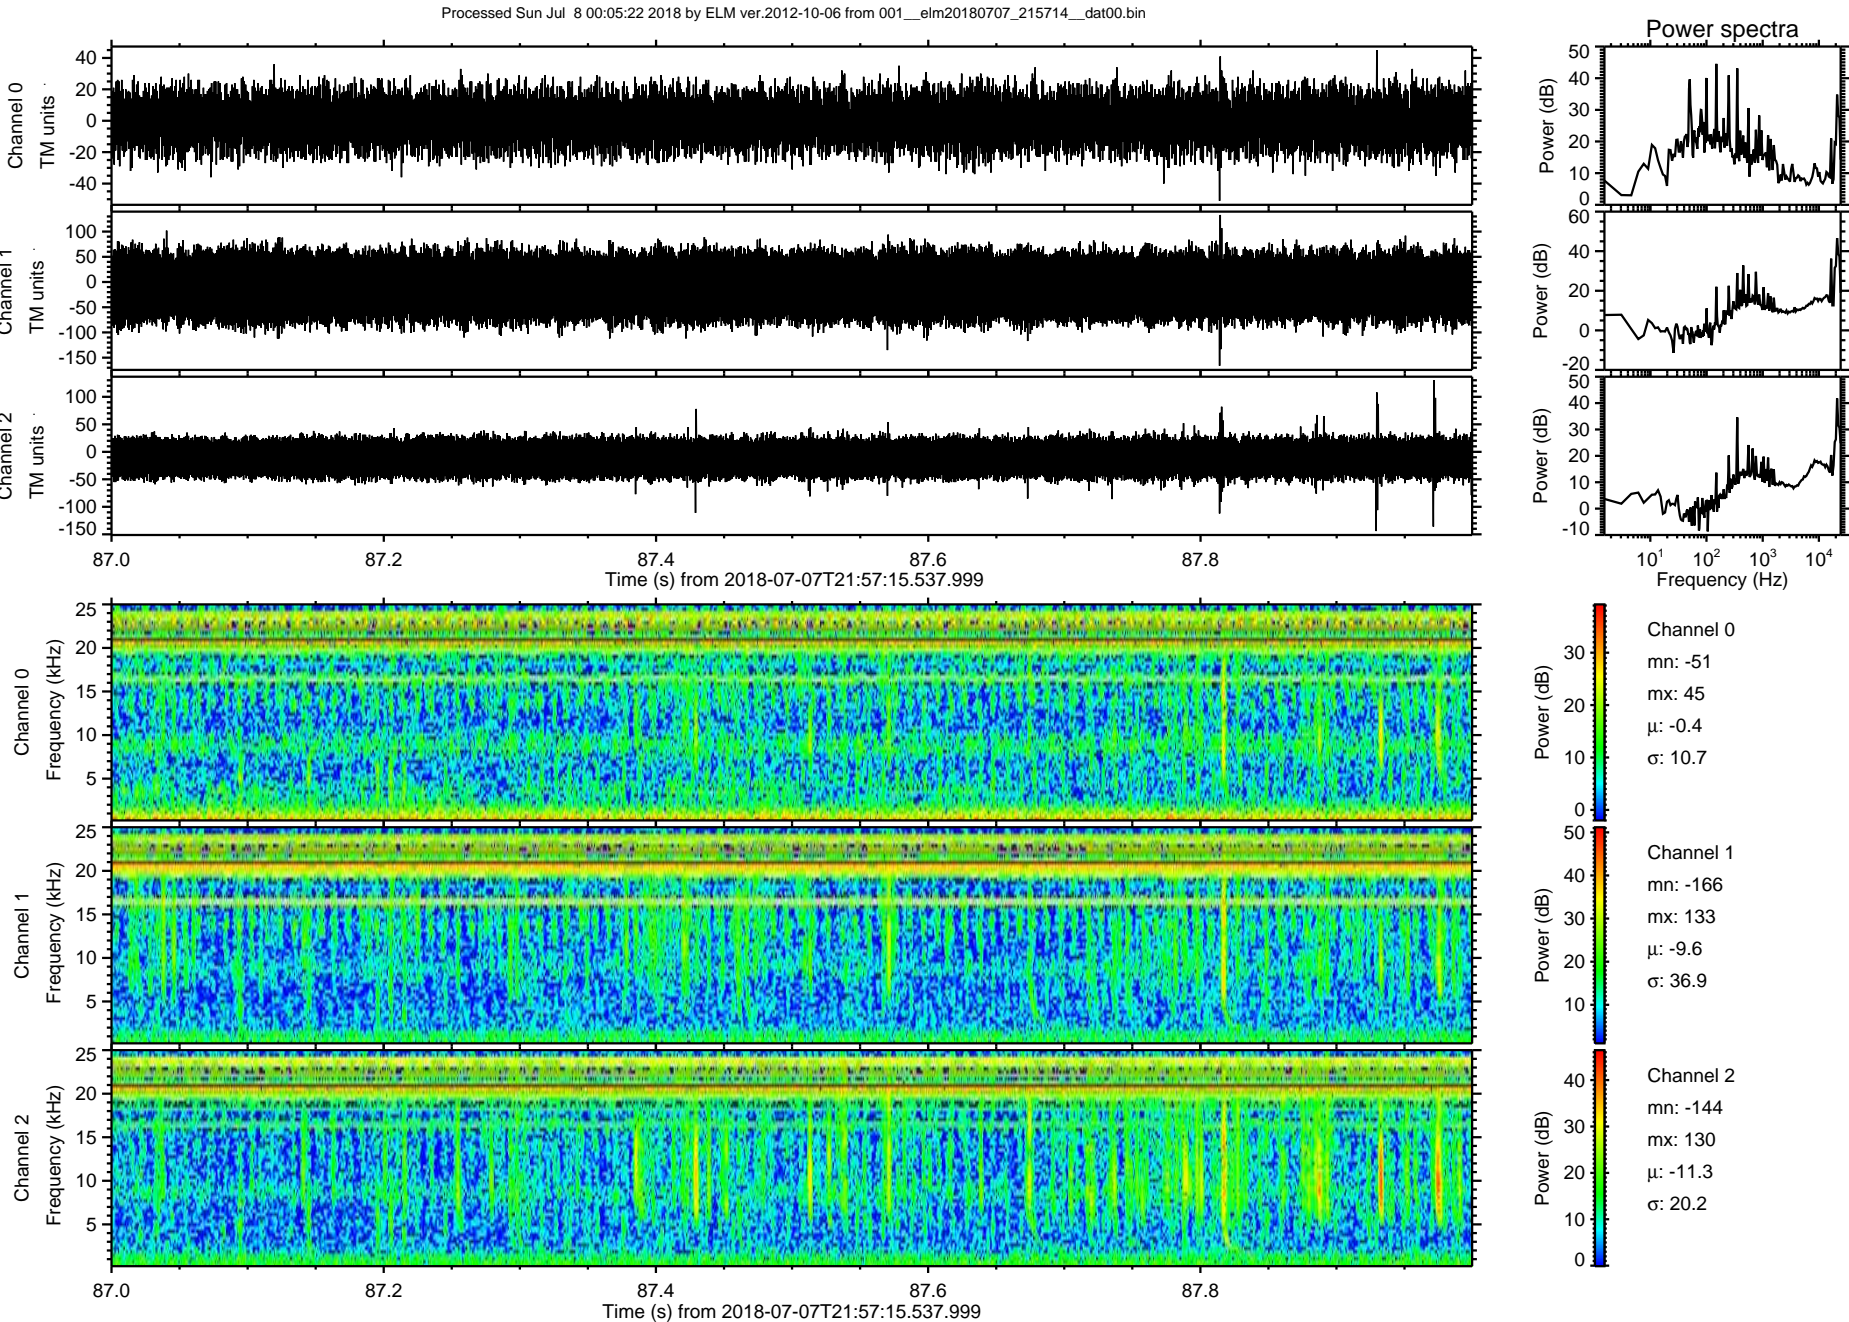 Processed Sun Jul  8 00:05:22 2018 by ELM ver.2012-10-06 from 001__elm20180707_215714__dat00.bin
Power spectra
Channel 0
TM units
40
20
0
-20
-40
Power (dB)
50
40
30
20
10
0
Channel 1
TM units
100
50
0
-50
-100
-150
Power (dB)
60
40
20
0
-20
Channel 2
TM units
100
50
0
-50
-100
-150
Power (dB)
50
40
30
20
10
0
-10
87.0 87.2 87.4 87.6 87.8
Time (s) from 2018-07-07T21:57:15.537.999
10¹ 10² 10³ 10⁴
Frequency (Hz)
Channel 0
Frequency (kHz)
25
20
15
10
5
Power (dB)
30
20
10
0
Channel 0
mn: -51
mx: 45
μ: -0.4
σ: 10.7
Channel 1
Frequency (kHz)
25
20
15
10
5
Power (dB)
50
40
30
20
10
Channel 1
mn: -166
mx: 133
μ: -9.6
σ: 36.9
Channel 2
Frequency (kHz)
25
20
15
10
5
Power (dB)
40
30
20
10
0
Channel 2
mn: -144
mx: 130
μ: -11.3
σ: 20.2
87.0 87.2 87.4 87.6 87.8
Time (s) from 2018-07-07T21:57:15.537.999